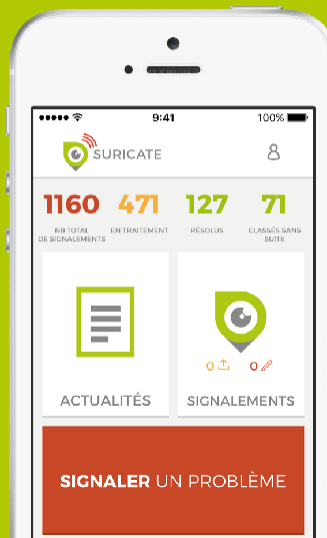 9:41
100%
SURICATE
1160 471 127 71
NB TOTAL
DE SIGNALEMENTS
EN TRAITEMENT
RÉSOLUS
CLASSÉS SANS
SUITE
ACTUALITÉS
0 0
SIGNALEMENTS
SIGNALER UN PROBLÈME